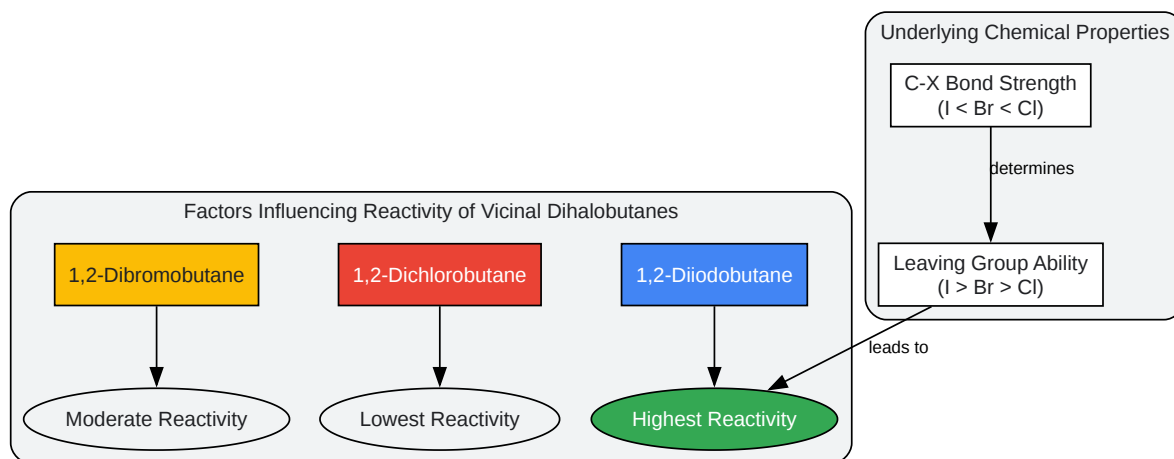 Underlying Chemical Properties
C-X Bond Strength
(I < Br < Cl)
determines
Factors Influencing Reactivity of Vicinal Dihalobutanes
1,2-Dibromobutane
1,2-Dichlorobutane
1,2-Diiodobutane
Leaving Group Ability
(I > Br > Cl)
leads to
Moderate Reactivity
Lowest Reactivity
Highest Reactivity